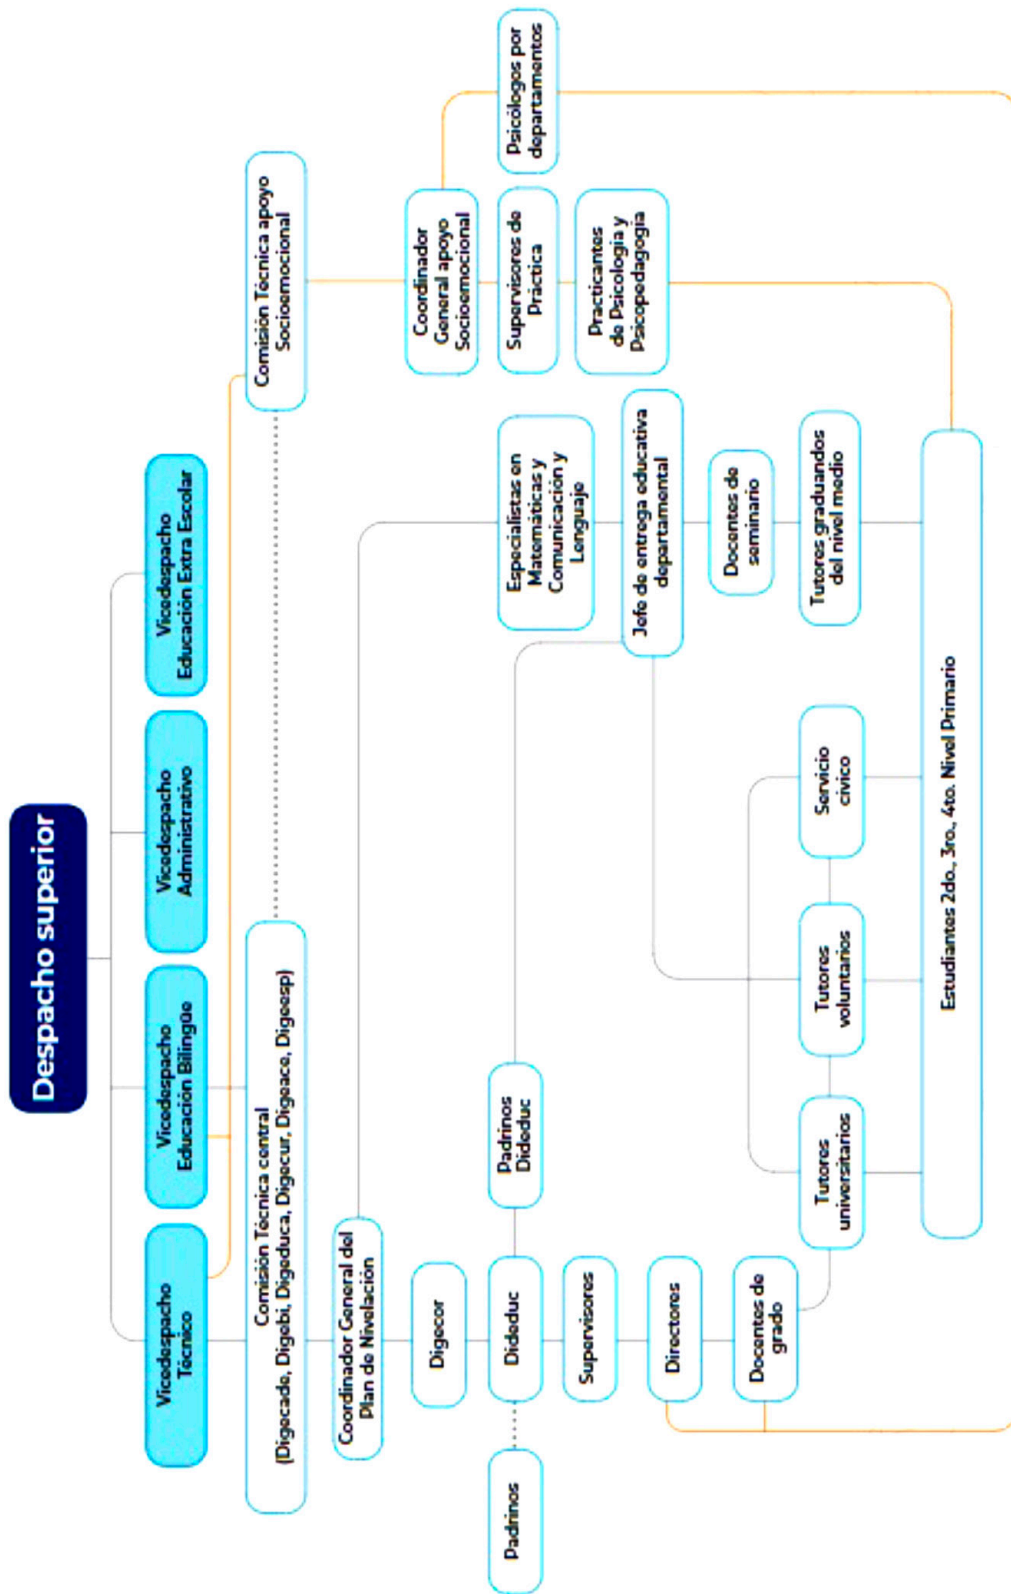 Despacho superior
Vicedespacho
Técnico
Vicedespacho
Educación Bilingüe
Vicedespacho
Administrativo
Vicedespacho
Educación Extra Escolar
Comisión Técnica central
(Digecade, Digebi, Digeduca, Digecur, Digeace, Digeesp)
Comisión Técnica apoyo
Socioemocional
Coordinador General del
Plan de Nivelación
Coordinador
General apoyo
Socioemocional
Digecor
Padrinos
Dideduc
Padrinos
Dideduc
Especialistas en
Matemáticas y
Comunicación y
Lenguaje
Supervisores de
Práctica
Psicólogos por
departamentos
Supervisores
Practicantes
de Psicología y
Psicopedagogía
Jefe de entrega educativa
departamental
Directores
Docentes de
seminario
Docentes de
grado
Tutores
universitarios
Tutores
voluntarios
Servicio
cívico
Tutores graduandos
del nivel medio
Estudiantes 2do., 3ro., 4to. Nivel Primario